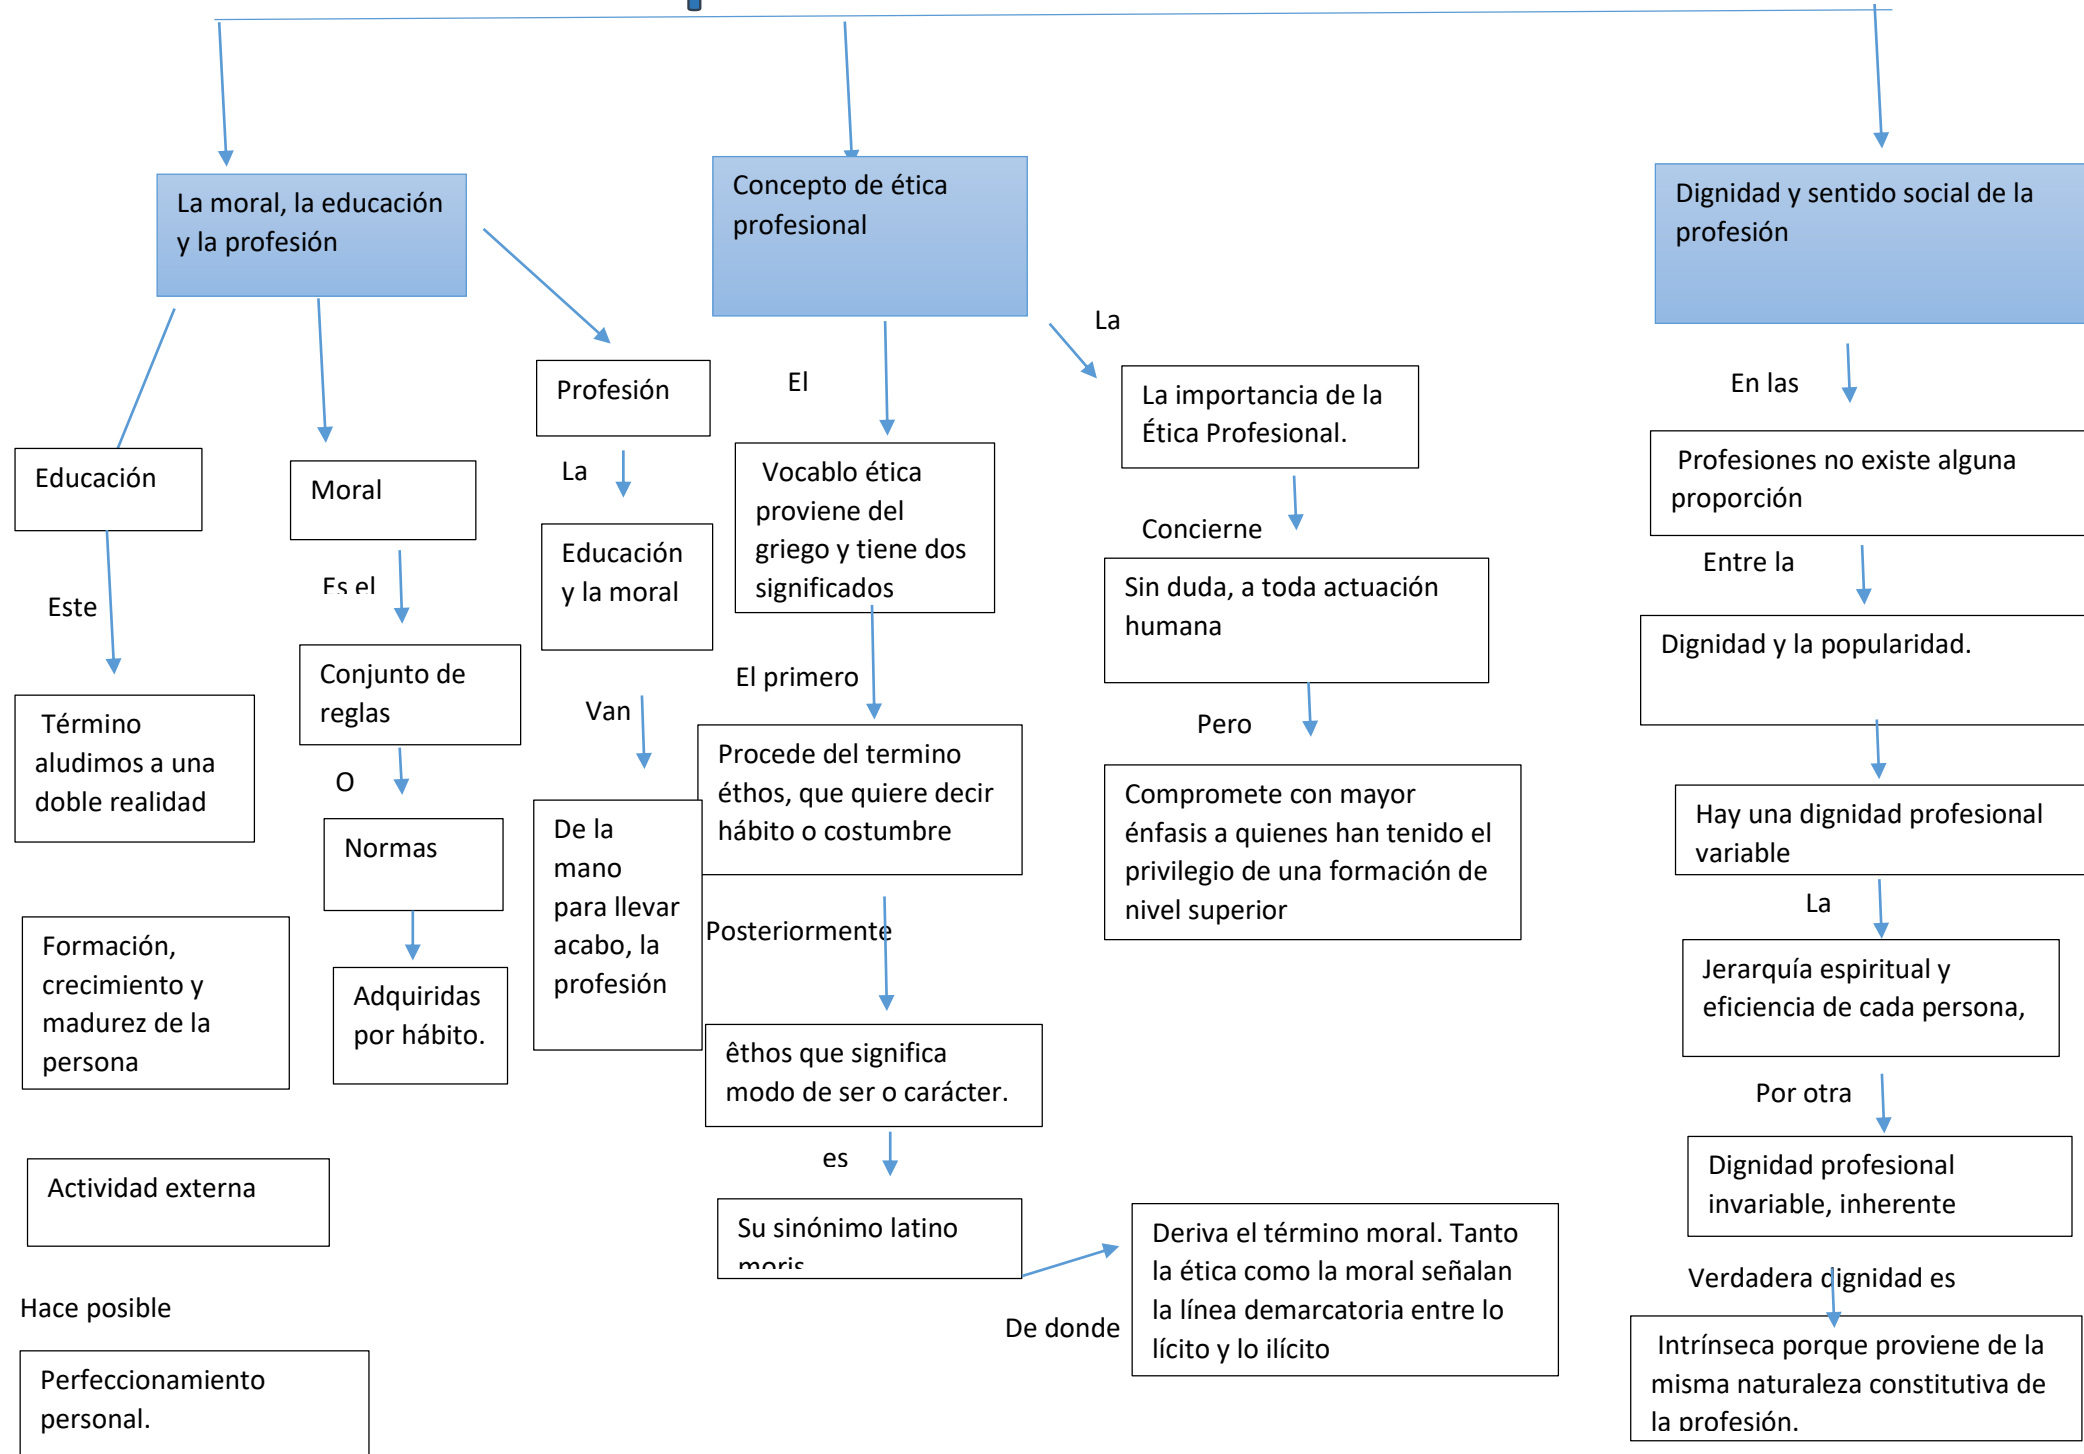 La moral, la educación
y la profesión
Educación
Este
Término
aludimos a una
doble realidad
Formación,
crecimiento y
madurez de la
persona
Actividad externa
Hace posible
Perfeccionamiento
personal.
Moral
Es el
Conjunto de
reglas
O
Normas
Adquiridas
por hábito.
Profesión
La
Educación
y la moral
Van
De la
mano
para llevar
acabo, la
profesión
Concepto de ética
profesional
El
Vocablo ética
proviene del
griego y tiene dos
significados
El primero
Procede del termino
éthos, que quiere decir
hábito o costumbre
Posteriormente
êthos que significa
modo de ser o carácter.
es
Su sinónimo latino
moris
De donde
Deriva el término moral. Tanto
la ética como la moral señalan
la línea demarcatoria entre lo
lícito y lo ilícito
La
La importancia de la
Ética Profesional.
Concierne
Sin duda, a toda actuación
humana
Pero
Compromete con mayor
énfasis a quienes han tenido el
privilegio de una formación de
nivel superior
Dignidad y sentido social de la
profesión
En las
Profesiones no existe alguna
proporción
Entre la
Dignidad y la popularidad.
Hay una dignidad profesional
variable
La
Jerarquía espiritual y
eficiencia de cada persona,
Por otra
Dignidad profesional
invariable, inherente
Verdadera dignidad es
Intrínseca porque proviene de la
misma naturaleza constitutiva de
la profesión.